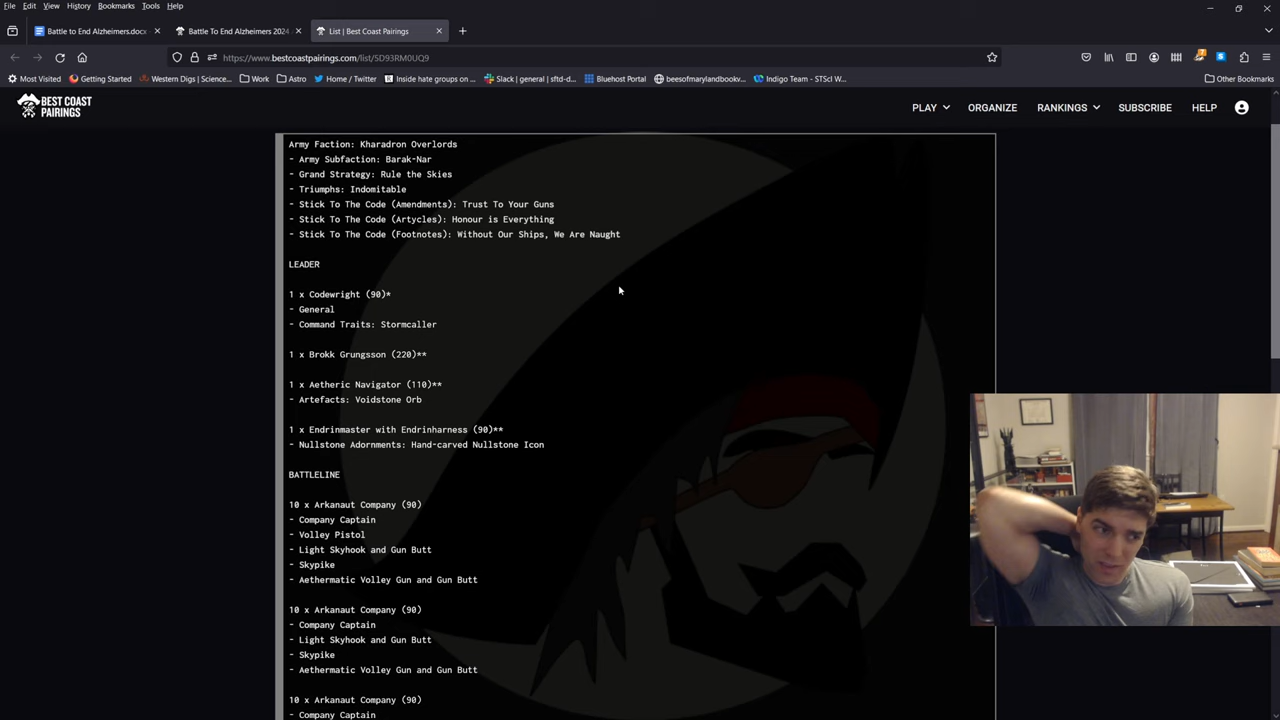 File Edit View History Bookmarks Tools Help
Battle to End Alzheimers.docx
Battle To End Alzheimers 2024
List | Best Coast Pairings
https://www.bestcoastpairings.com/list/5D93RM0UQ9
Most Visited Getting Started Western Digs | Science... Work Astro Home / Twitter Inside hate groups on ... Slack | general | sftd-d... Bluehost Portal beesofmarylandbookv... Indigo Team - STScI W... Other Bookmarks
BEST COAST
PAIRINGS
PLAY ORGANIZE RANKINGS SUBSCRIBE HELP
Army Faction: Kharadron Overlords
- Army Subfaction: Barak-Nar
- Grand Strategy: Rule the Skies
- Triumphs: Indomitable
- Stick To The Code (Amendments): Trust To Your Guns
- Stick To The Code (Artycles): Honour is Everything
- Stick To The Code (Footnotes): Without Our Ships, We Are Naught
LEADER
1 x Codewright (90)*
- General
- Command Traits: Stormcaller
1 x Brokk Grungsson (220)**
1 x Aetheric Navigator (110)**
- Artefacts: Voidstone Orb
1 x Endrinmaster with Endrinharness (90)**
- Nullstone Adornments: Hand-carved Nullstone Icon
BATTLELINE
10 x Arkanaut Company (90)
- Company Captain
- Volley Pistol
- Light Skyhook and Gun Butt
- Skypike
- Aethermatic Volley Gun and Gun Butt
10 x Arkanaut Company (90)
- Company Captain
- Light Skyhook and Gun Butt
- Skypike
- Aethermatic Volley Gun and Gun Butt
10 x Arkanaut Company (90)
- Company Captain